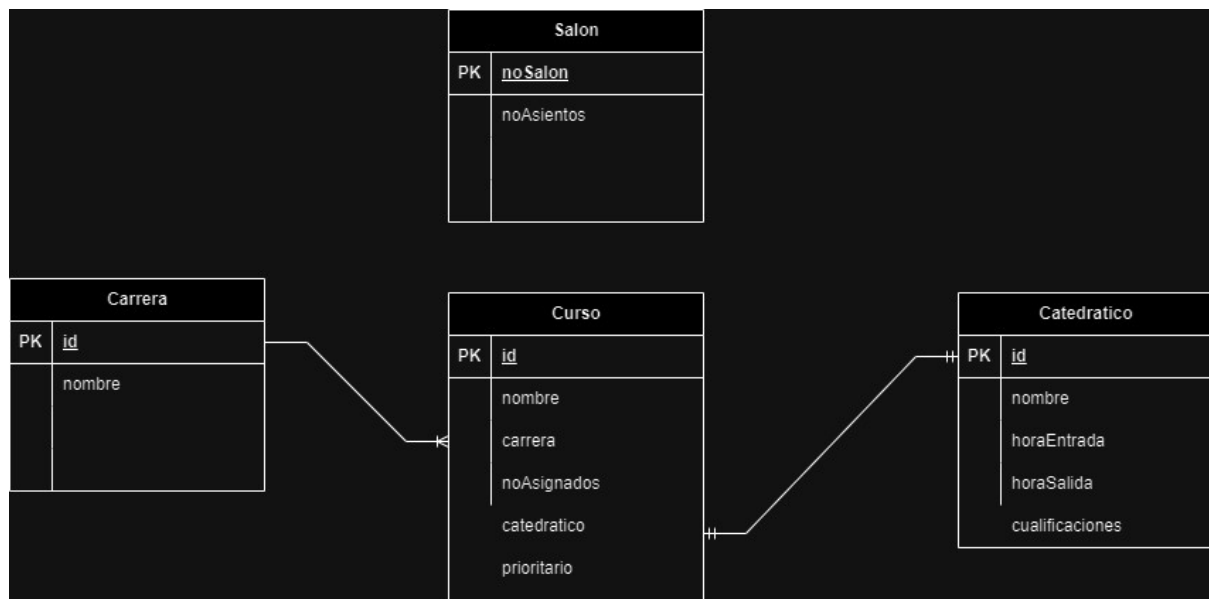 Salon
PK noSalon
noAsientos
Carrera
PK id
nombre
Curso
PK id
nombre
carrera
noAsignados
catedratico
prioritario
Catedratico
PK id
nombre
horaEntrada
horaSalida
cualificaciones